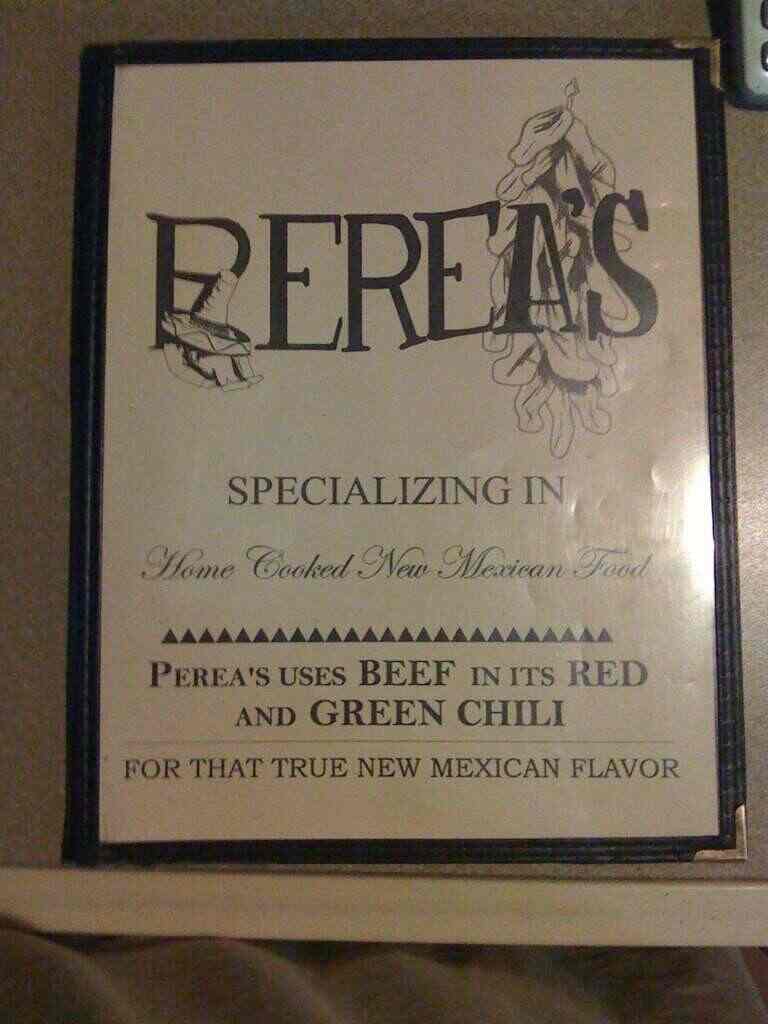 PEREA'S
SPECIALIZING IN
Home Cooked New Mexican Food
PEREA'S USES BEEF IN ITS RED
AND GREEN CHILI
FOR THAT TRUE NEW MEXICAN FLAVOR